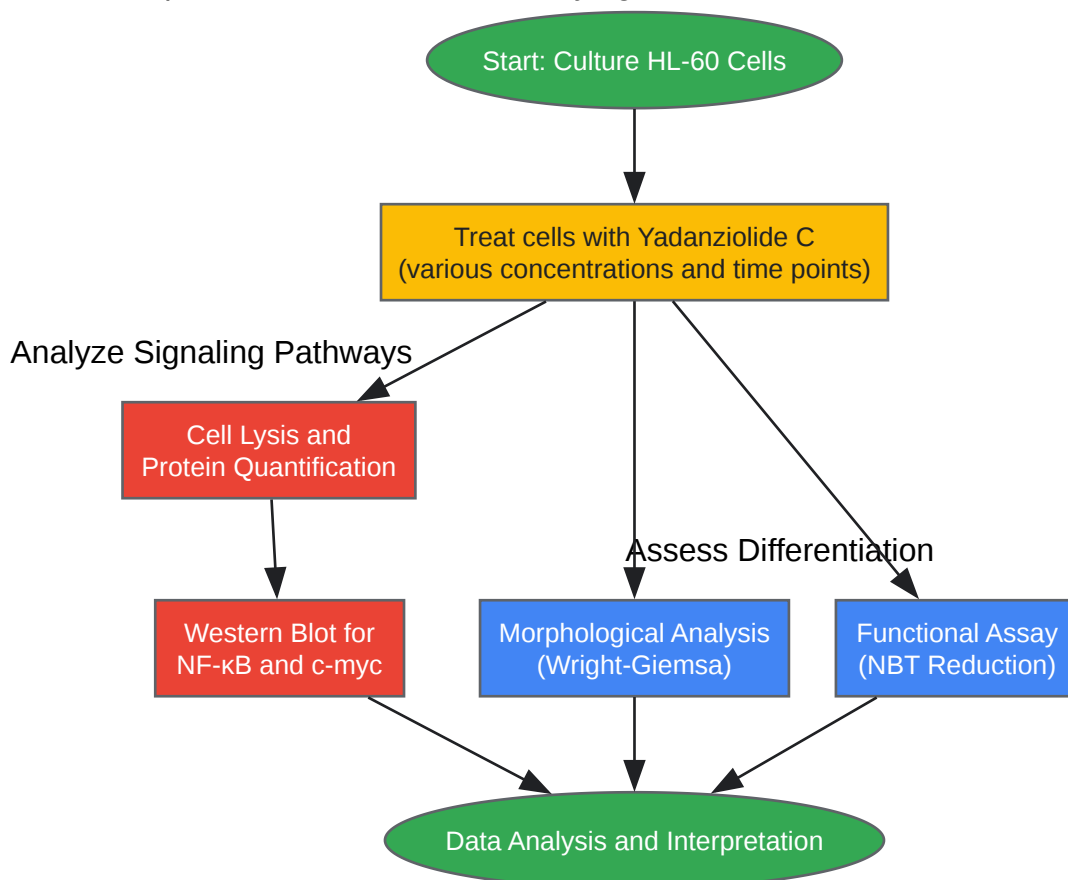 Start: Culture HL-60 Cells
Treat cells with Yadanziolide C
(various concentrations and time points)
Analyze Signaling Pathways
Cell Lysis and
Protein Quantification
Assess Differentiation
Western Blot for
NF-κB and c-myc
Morphological Analysis
(Wright-Giemsa)
Functional Assay
(NBT Reduction)
Data Analysis and Interpretation